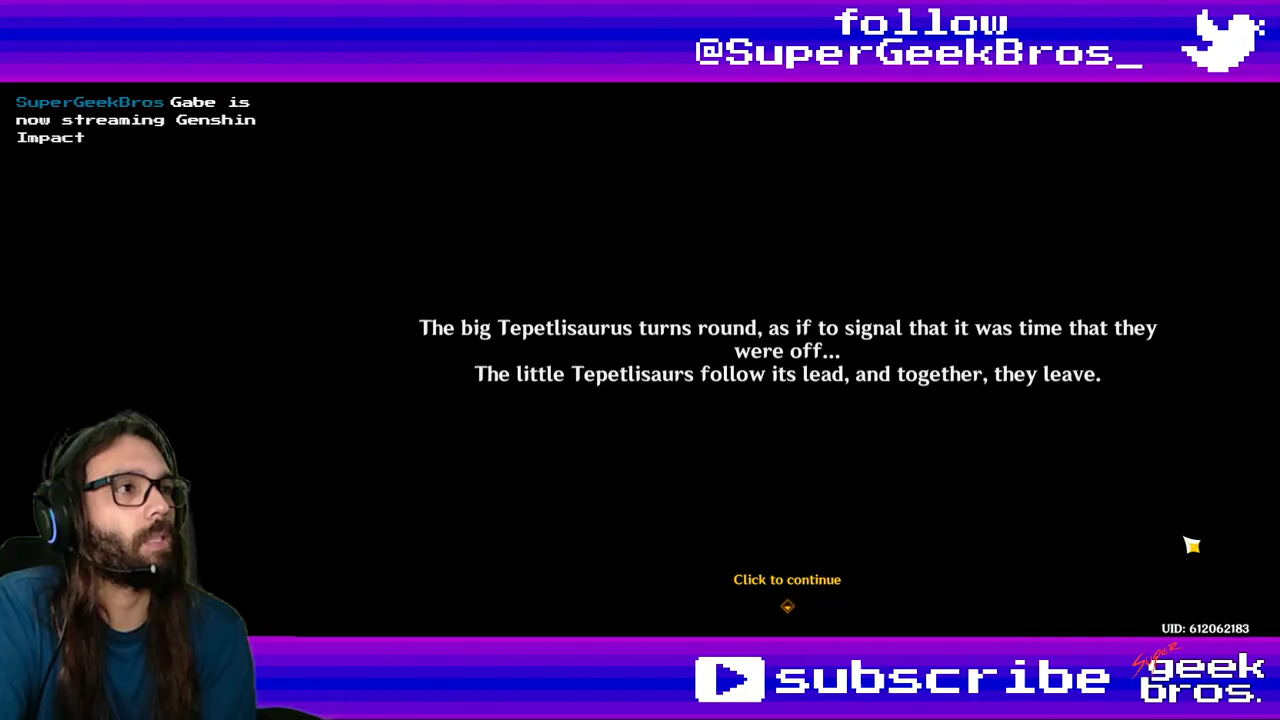 follow
@SuperGeekBros_
SuperGeekBros Gabe is
now streaming Genshin
Impact
The big Tepetlisaurus turns round, as if to signal that it was time that they
were off...
The little Tepetlisaurs follow its lead, and together, they leave.
Click to continue
UID: 612062183
subscribe
SUPER
geek
bros.